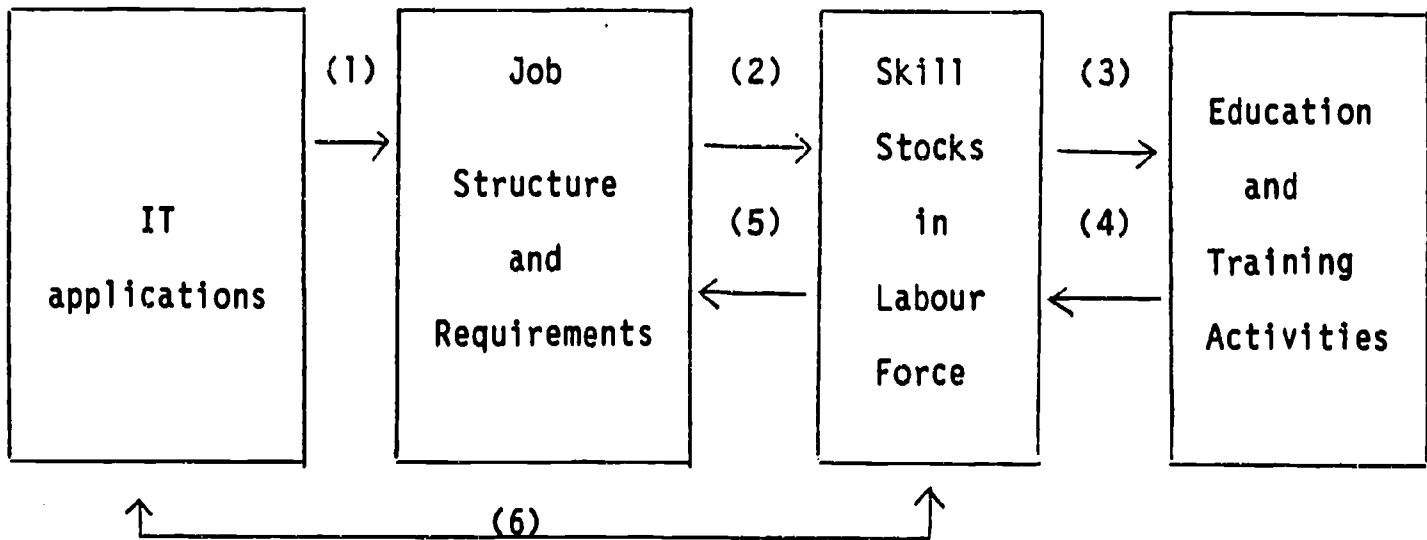 IT
applications
(1)
Job
Structure
and
Requirements
(2)
(5)
Skill
Stocks
in
Labour
Force
(3)
(4)
Education
and
Training
Activities
(6)